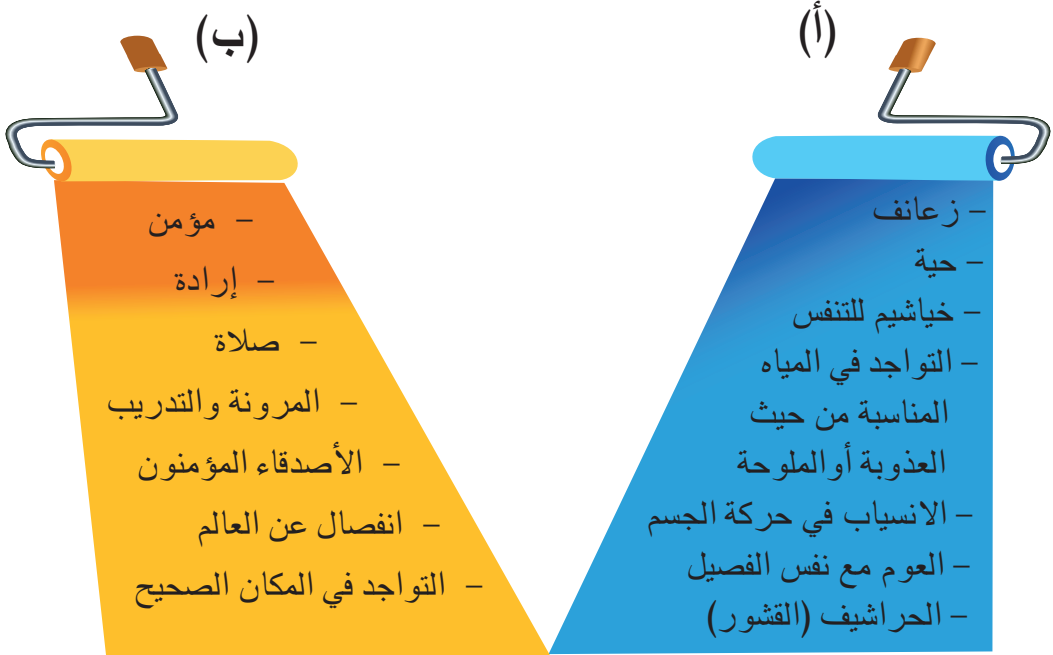 (أ)
– زعانف
– حية
– خياشيم للتنفس
– التواجد في المياه
المناسبة من حيث
العذوبة أوالملوحة
– الانسياب في حركة الجسم
– العوم مع نفس الفصيل
– الحراشيف (القشور)
(ب)
– مؤمن
– إرادة
– صلاة
– المرونة والتدريب
– الأصدقاء المؤمنون
– انفصال عن العالم
– التواجد في المكان الصحيح